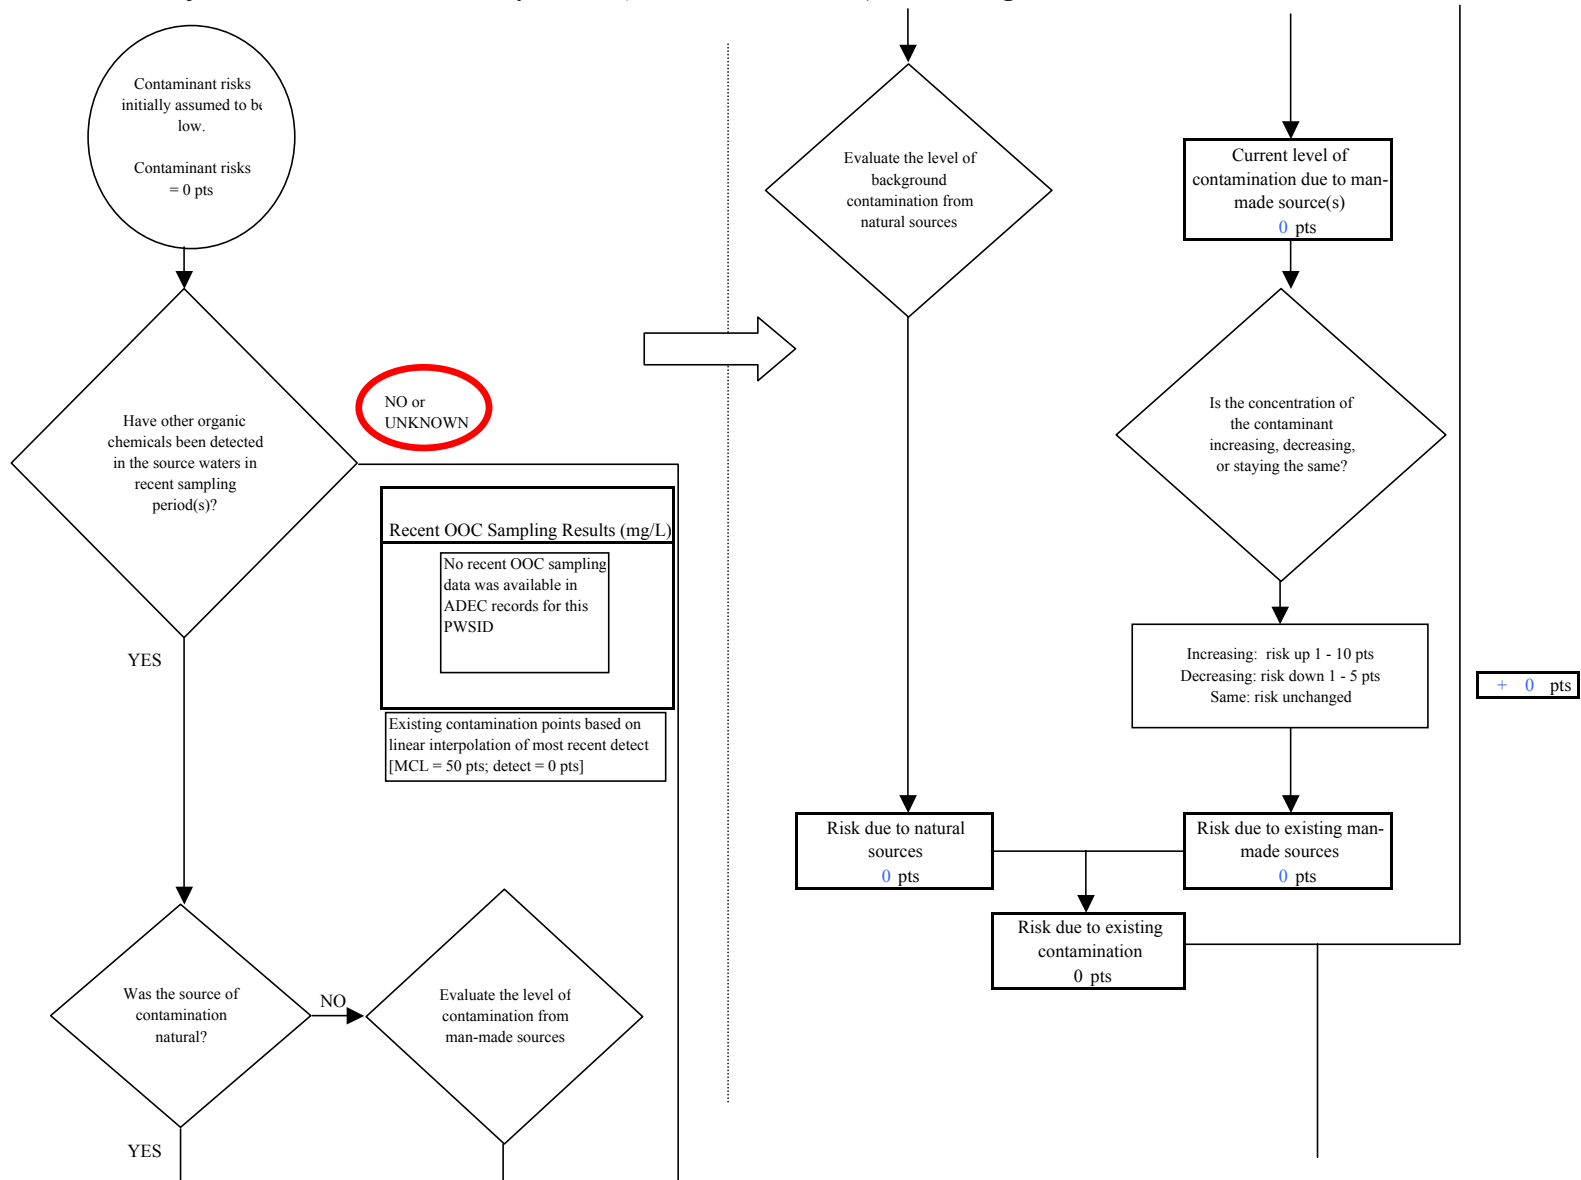 Contaminant risks
initially assumed to be
low.
Contaminant risks
= 0 pts
Have other organic
chemicals been detected
in the source waters in
recent sampling
period(s)?
NO or
UNKNOWN
Recent OOC Sampling Results (mg/L)
No recent OOC sampling
data was available in
ADEC records for this
PWSID
Existing contamination points based on
linear interpolation of most recent detect
[MCL = 50 pts; detect = 0 pts]
YES
Was the source of
contamination
natural?
NO
Evaluate the level of
contamination from
man-made sources
YES
Evaluate the level of
background
contamination from
natural sources
Current level of
contamination due to man-
made source(s)
0 pts
Is the concentration of
the contaminant
increasing, decreasing,
or staying the same?
Increasing: risk up 1 - 10 pts
Decreasing: risk down 1 - 5 pts
Same: risk unchanged
+ 0 pts
Risk due to natural
sources
0 pts
Risk due to existing man-
made sources
0 pts
Risk due to existing
contamination
0 pts